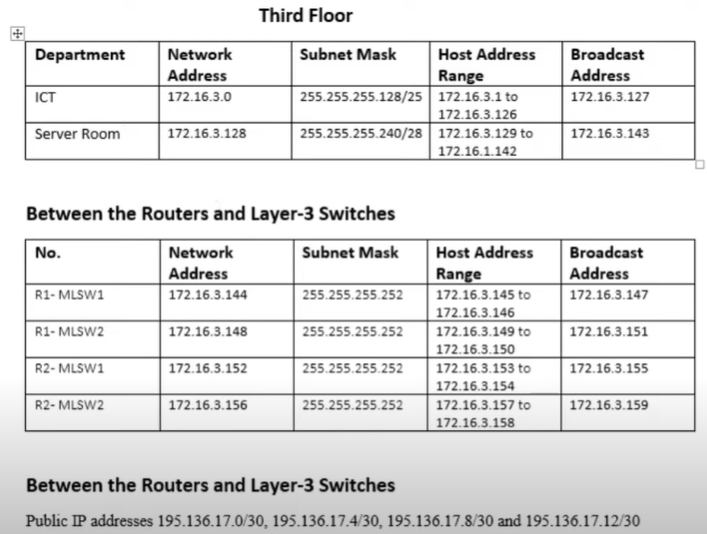 Third Floor
Department Network Address Subnet Mask Host Address Range Broadcast Address
ICT 172.16.3.0 255.255.255.128/25 172.16.3.1 to 172.16.3.126 172.16.3.127
Server Room 172.16.3.128 255.255.255.240/28 172.16.3.129 to 172.16.1.142 172.16.3.143
Between the Routers and Layer-3 Switches
No. Network Address Subnet Mask Host Address Range Broadcast Address
R1- MLSW1 172.16.3.144 255.255.255.252 172.16.3.145 to 172.16.3.146 172.16.3.147
R1- MLSW2 172.16.3.148 255.255.255.252 172.16.3.149 to 172.16.3.150 172.16.3.151
R2- MLSW1 172.16.3.152 255.255.255.252 172.16.3.153 to 172.16.3.154 172.16.3.155
R2- MLSW2 172.16.3.156 255.255.255.252 172.16.3.157 to 172.16.3.158 172.16.3.159
Between the Routers and Layer-3 Switches
Public IP addresses 195.136.17.0/30, 195.136.17.4/30, 195.136.17.8/30 and 195.136.17.12/30